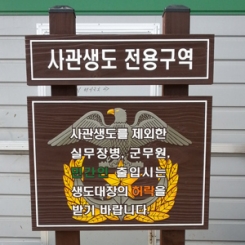 사관생도 전용구역
사관생도를 제외한
실무장병, 군무원,
민간인 출입시는
생도대장의 허락을
받기 바랍니다